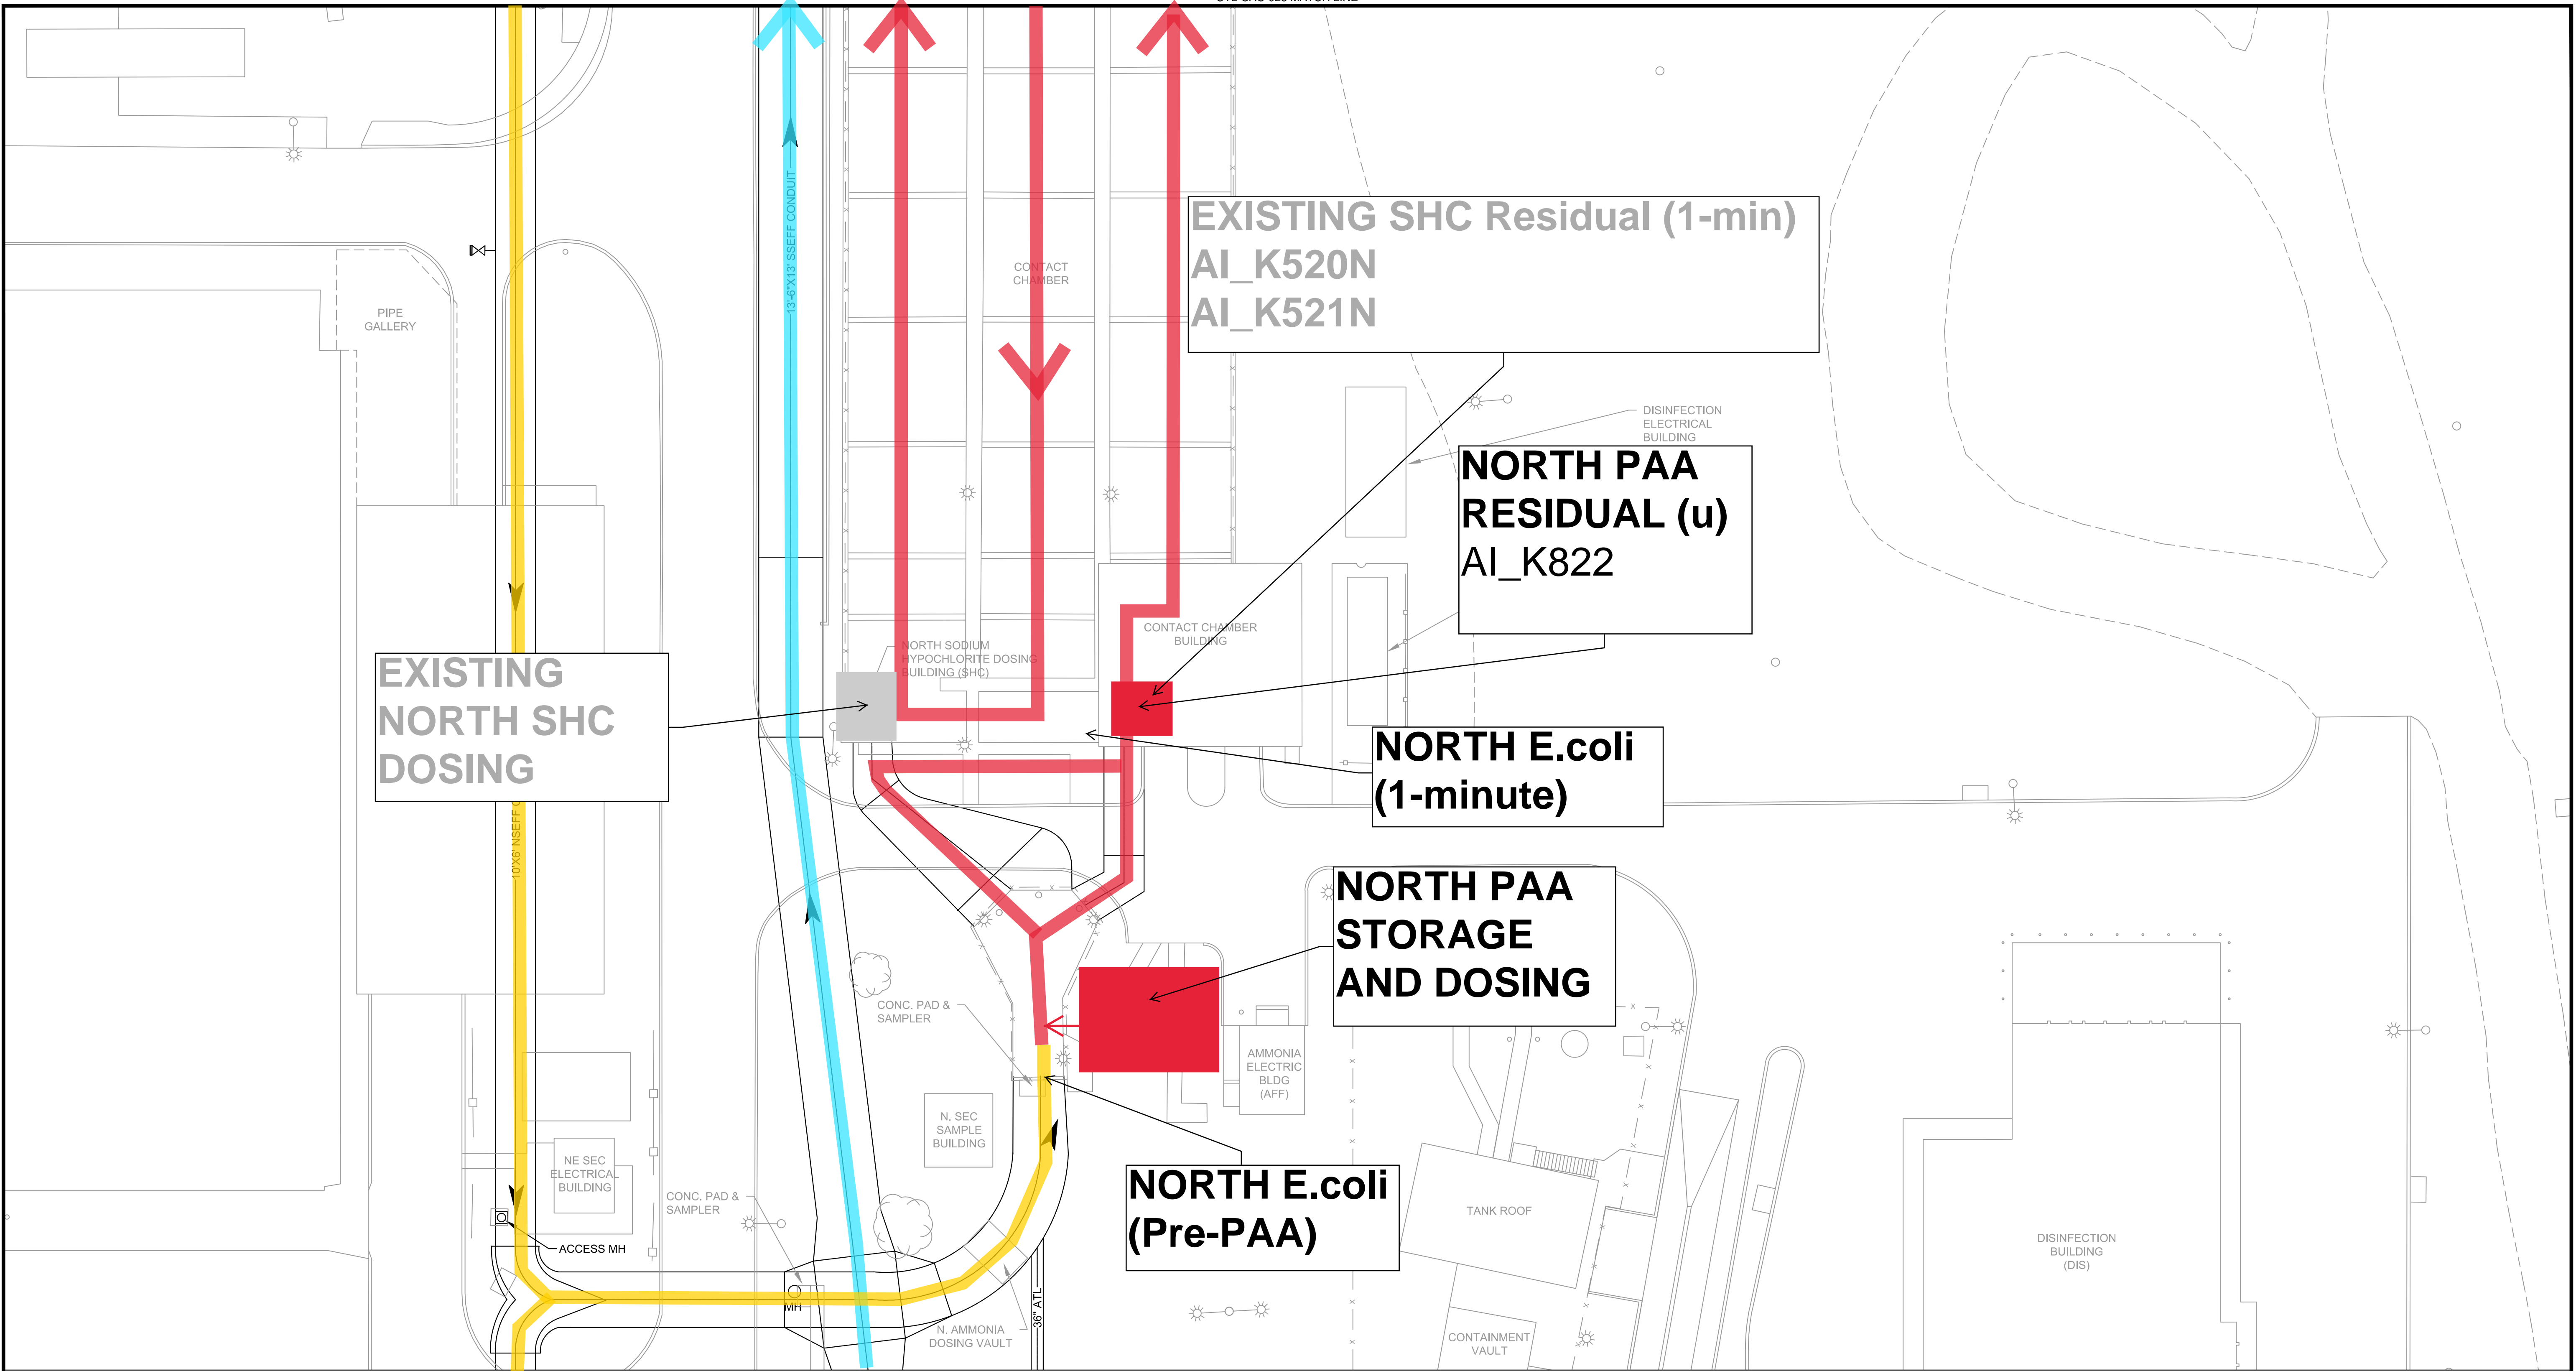 13'-6"X13' SSEFF CONDUIT
CONTACT
CHAMBER
EXISTING SHC Residual (1-min)
AI_K520N
AI_K521N
PIPE
GALLERY
DISINFECTION
ELECTRICAL
BUILDING
NORTH PAA
RESIDUAL (u)
AI_K822
CONTACT CHAMBER
BUILDING
NORTH SODIUM
HYPOCHLORITE DOSING
BUILDING (SHC)
EXISTING
NORTH SHC
DOSING
NORTH E.coli
(1-minute)
10'X6' NSEFF
NORTH PAA
STORAGE
AND DOSING
CONC. PAD &
SAMPLER
AMMONIA
ELECTRIC
BLDG
(AFF)
N. SEC
SAMPLE
BUILDING
NE SEC
ELECTRICAL
BUILDING
CONC. PAD &
SAMPLER
NORTH E.coli
(Pre-PAA)
TANK ROOF
ACCESS MH
DISINFECTION
BUILDING
(DIS)
MH
36" ATL
N. AMMONIA
DOSING VAULT
CONTAINMENT
VAULT